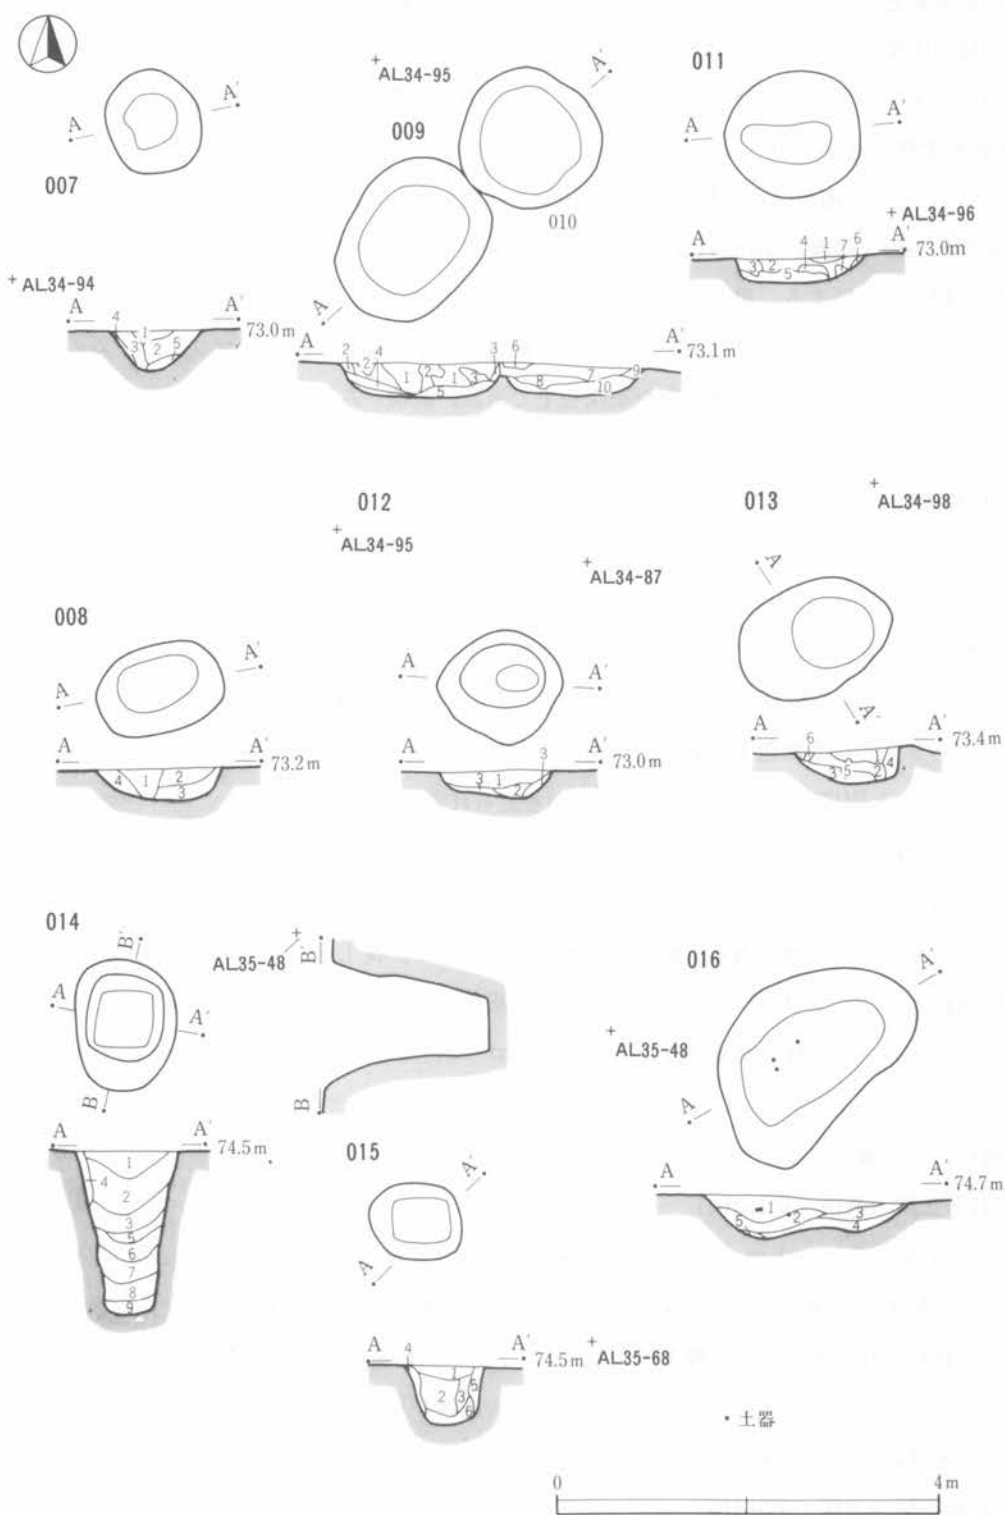 007
A
A'
+ AL34-94
A
A'
73.0m
4
1
3
2
5
+ AL34-95
009
010
A
A'
A
A'
73.1m
2
2
4
1
2
1
3
3
5
6
7
8
9
10
011
A
A'
+ AL34-96
A
A'
73.0m
3
2
4
1
7
6
5
008
A
A'
A
A'
73.2m
4
1
2
3
012
+ AL34-95
+ AL34-87
A
A'
A
A'
73.0m
3
1
2
3
013
+ AL34-98
A
A'
A
A'
73.4m
6
1
4
3
5
2
014
B'
A
A'
B
A
A'
74.5m
1
4
2
3
5
6
7
8
9
AL35-48 +
B'
B
015
A'
A
A
A'
74.5m
+ AL35-68
4
1
5
2
3
6
016
+ AL35-48
A'
A
A
A'
74.7m
1
2
3
4
5
• 土器
0
4m